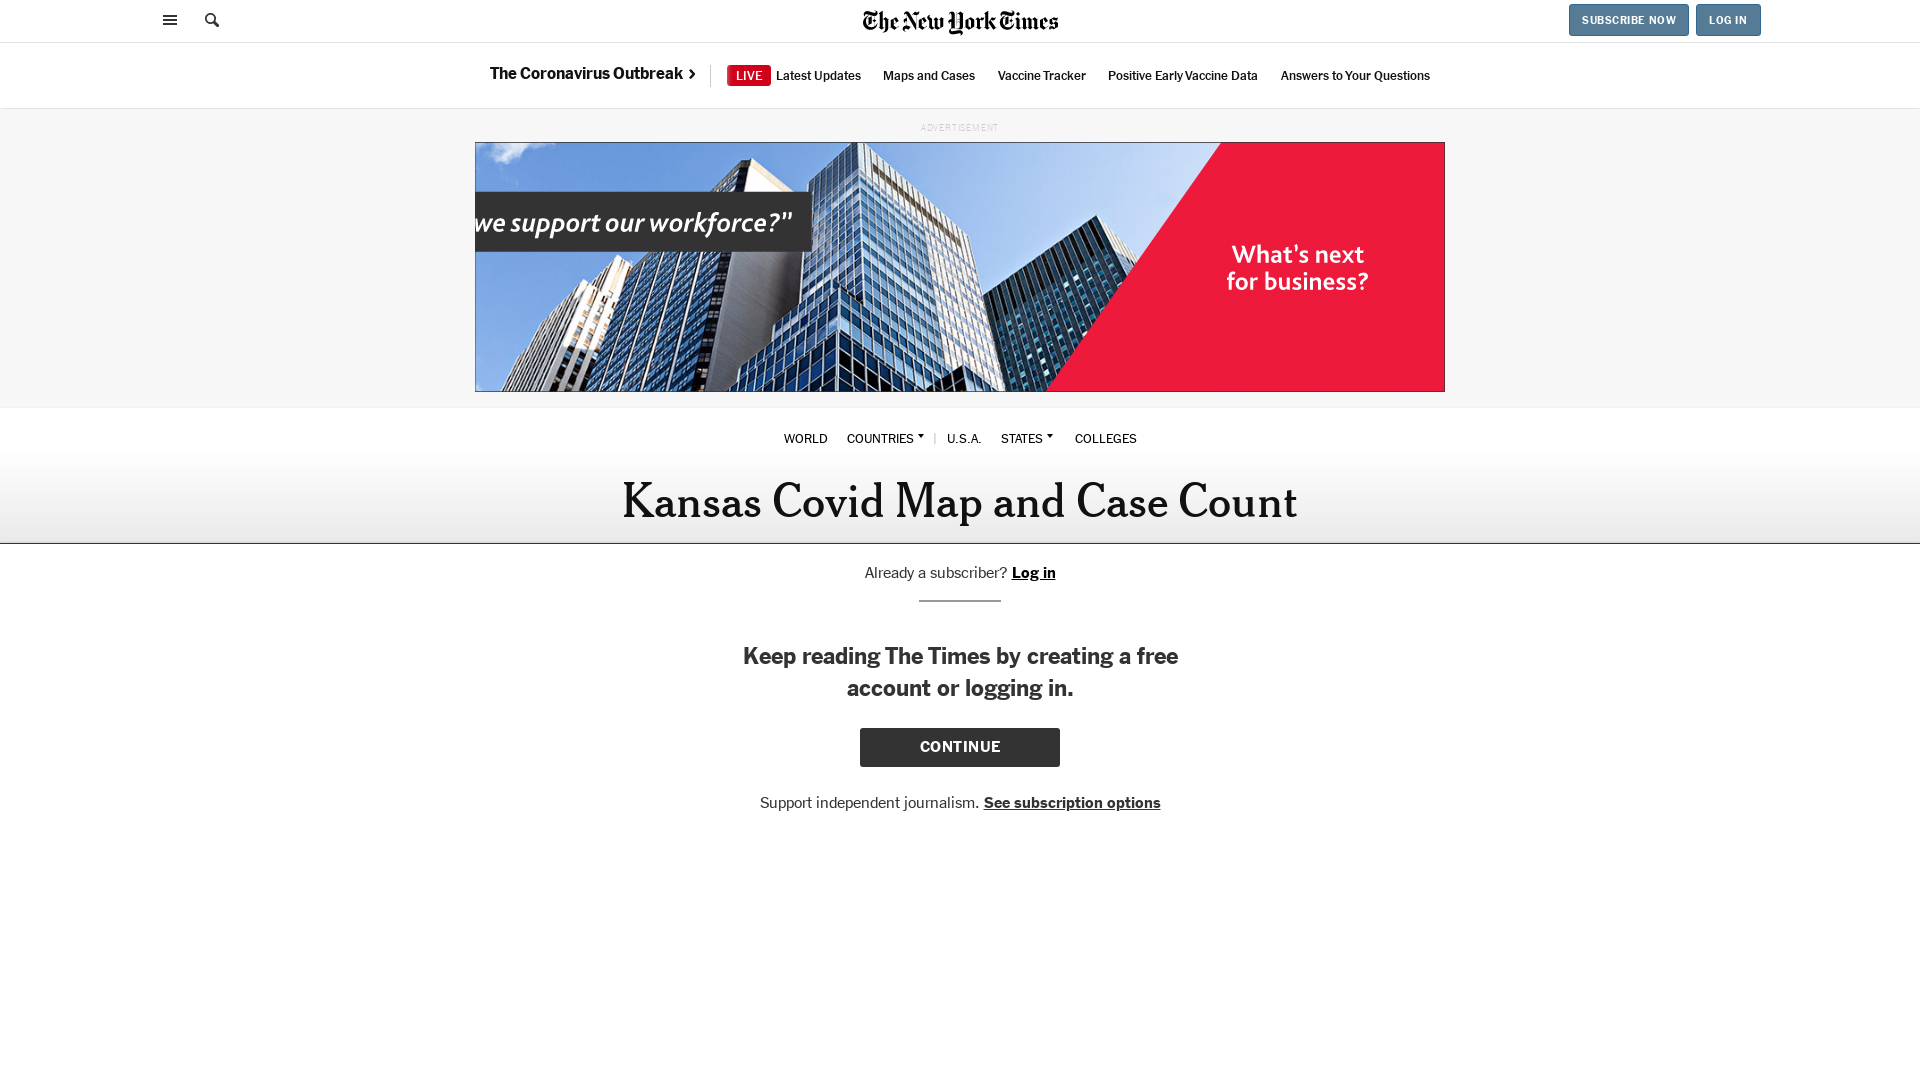 The New York Times
SUBSCRIBE NOW
LOG IN
The Coronavirus Outbreak
LIVE Latest Updates
Maps and Cases
Vaccine Tracker
Positive Early Vaccine Data
Answers to Your Questions
ADVERTISEMENT
we support our workforce?"
What's next
for business?
WORLD COUNTRIES | U.S.A. STATES COLLEGES
Kansas Covid Map and Case Count
Already a subscriber? Log in
Keep reading The Times by creating a free
account or logging in.
CONTINUE
Support independent journalism. See subscription options